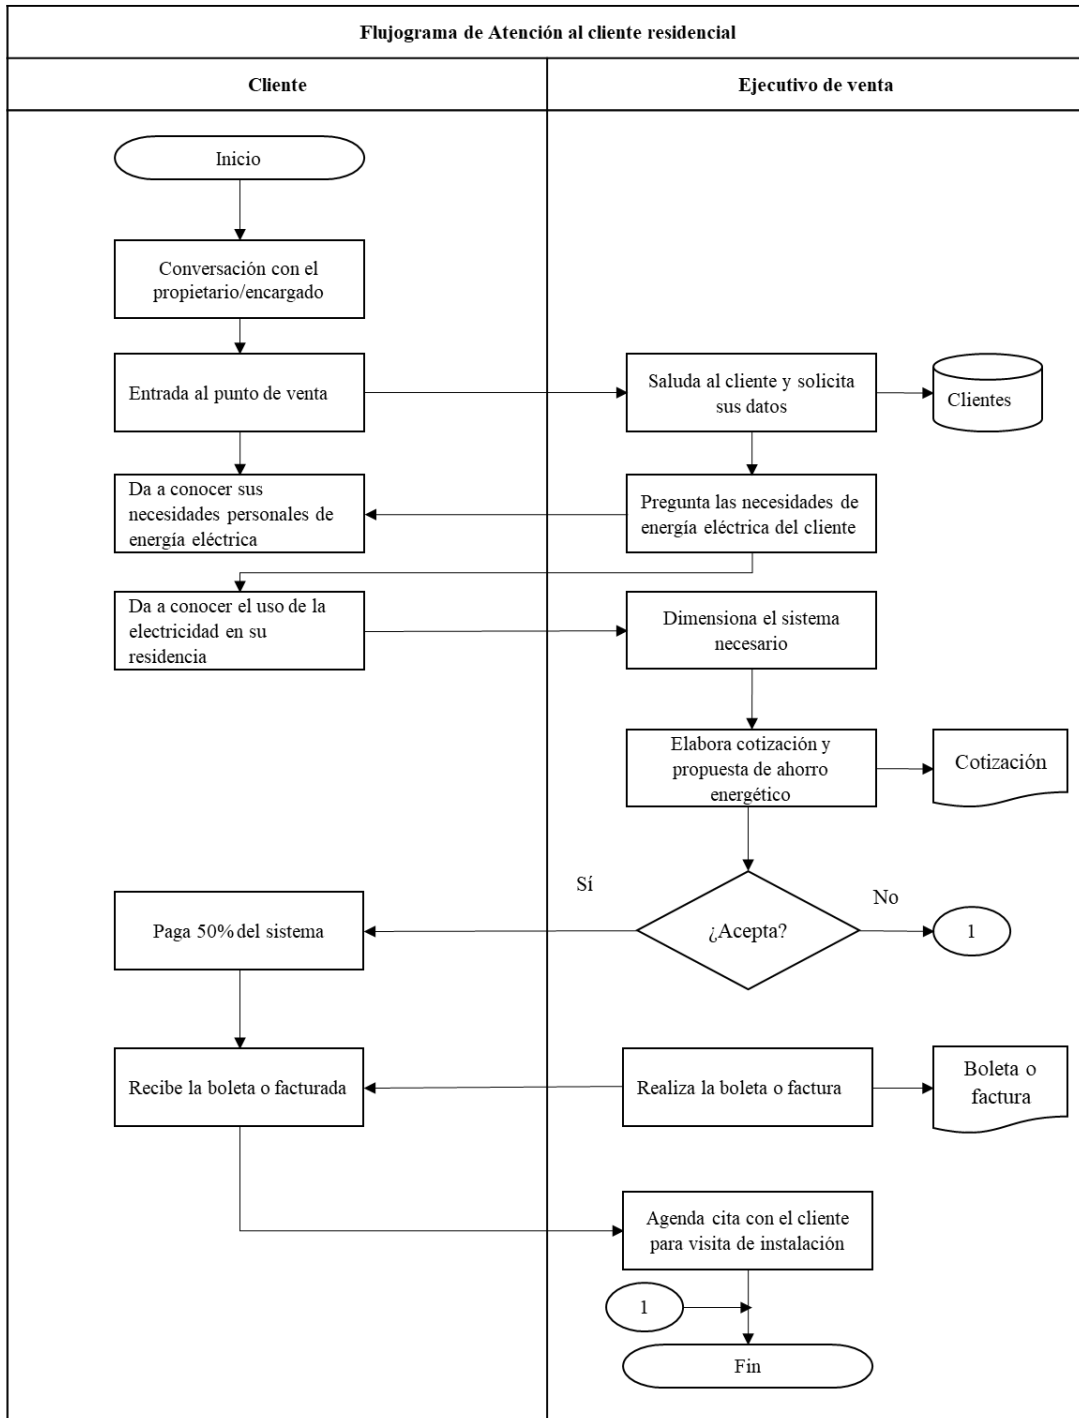 Flujograma de Atención al cliente residencial
Cliente
Ejecutivo de venta
Inicio
Conversación con el
propietario/encargado
Entrada al punto de venta
Saluda al cliente y solicita
sus datos
Clientes
Da a conocer sus
necesidades personales de
energía eléctrica
Pregunta las necesidades de
energía eléctrica del cliente
Da a conocer el uso de la
electricidad en su
residencia
Dimensiona el sistema
necesario
Elabora cotización y
propuesta de ahorro
energético
Cotización
Sí
No
Paga 50% del sistema
¿Acepta?
1
Recibe la boleta o facturada
Realiza la boleta o factura
Boleta o
factura
Agenda cita con el cliente
para visita de instalación
1
Fin